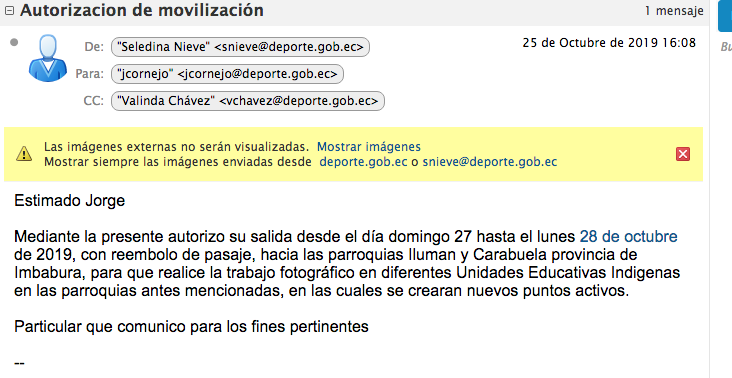 Autorizacion de movilización
1 mensaje
De: "Seledina Nieve" <snieve@deporte.gob.ec>
25 de Octubre de 2019 16:08
Para: "jcornejo" <jcornejo@deporte.gob.ec>
CC: "Valinda Chávez" <vchavez@deporte.gob.ec>
Las imágenes externas no serán visualizadas. Mostrar imágenes
Mostrar siempre las imágenes enviadas desde deporte.gob.ec o snieve@deporte.gob.ec
Estimado Jorge
Mediante la presente autorizo su salida desde el día domingo 27 hasta el lunes 28 de octubre
de 2019, con reembolo de pasaje, hacia las parroquias Iluman y Carabuela provincia de
Imbabura, para que realice la trabajo fotográfico en diferentes Unidades Educativas Indigenas
en las parroquias antes mencionadas, en las cuales se crearan nuevos puntos activos.
Particular que comunico para los fines pertinentes
--